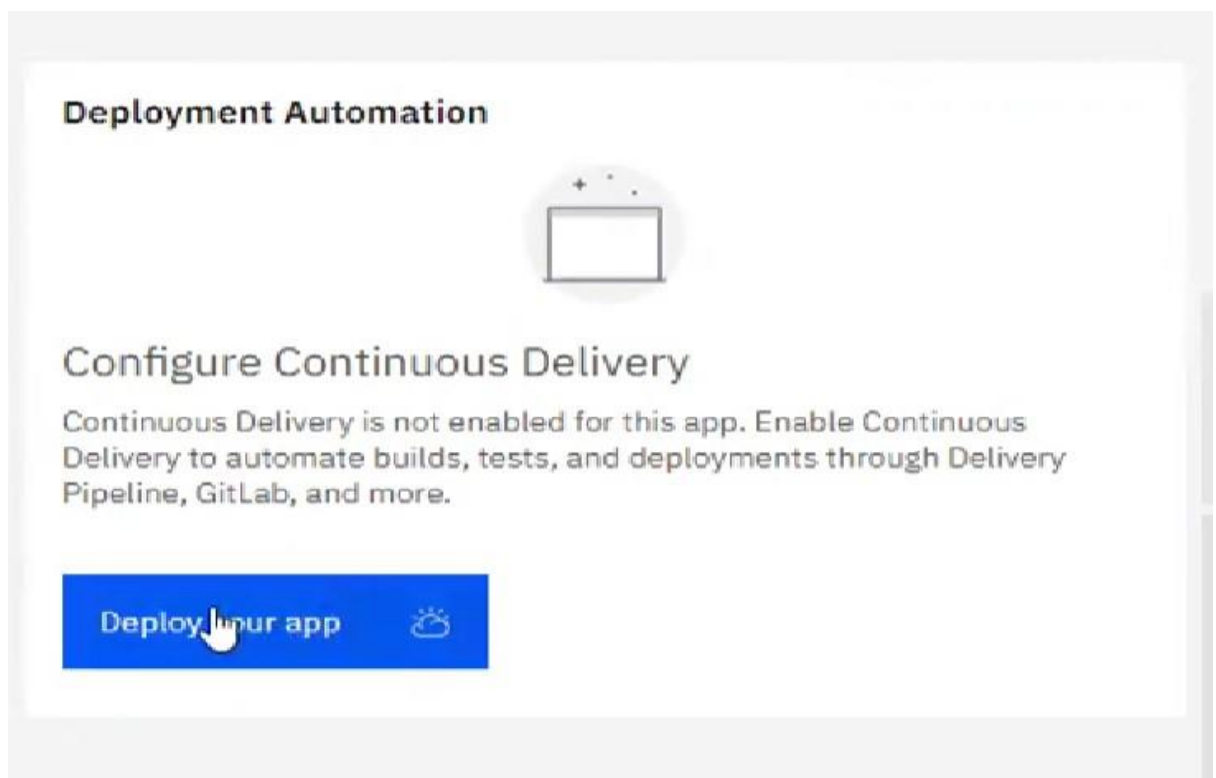 Deployment Automation
Configure Continuous Delivery
Continuous Delivery is not enabled for this app. Enable Continuous
Delivery to automate builds, tests, and deployments through Delivery
Pipeline, GitLab, and more.
Deploy your app